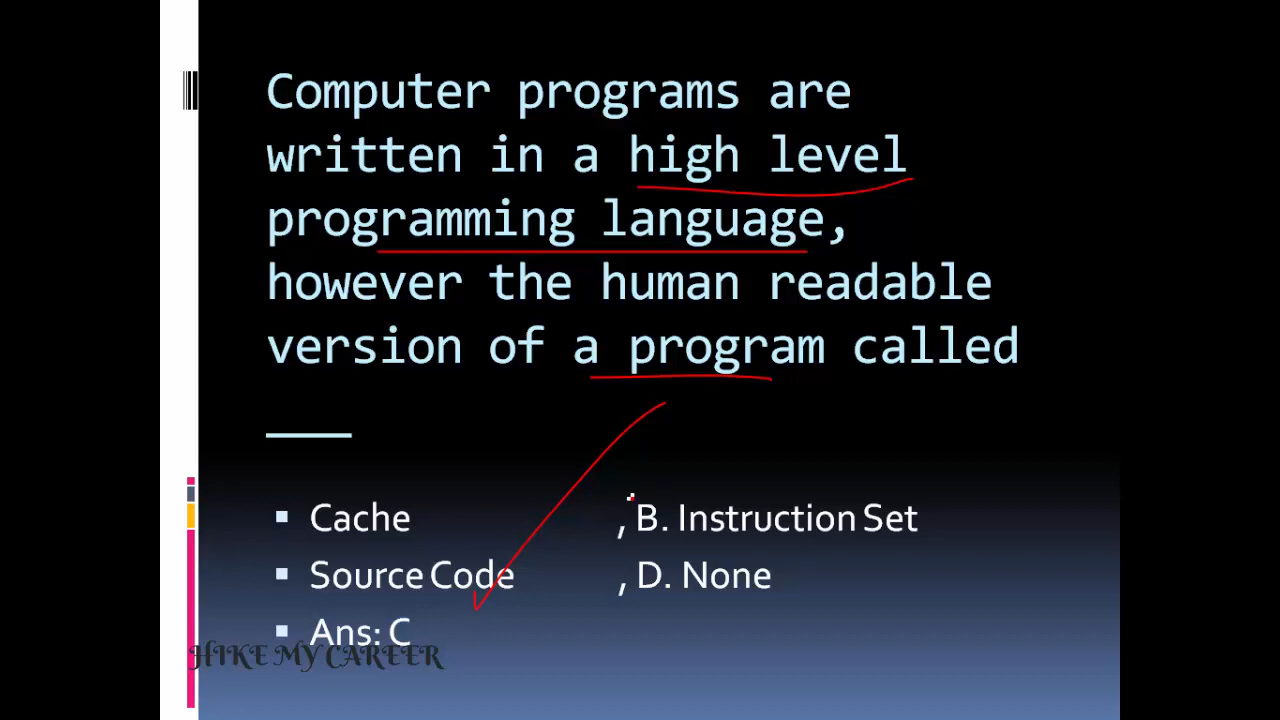 Computer programs are
written in a high level
programming language,
however the human readable
version of a program called
____
Cache , B. Instruction Set
Source Code , D. None
Ans: C
HIKE MY CAREER